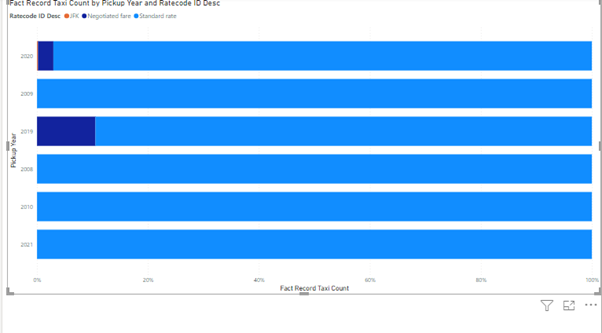 Fact Record Taxi Count by Pickup Year and Ratecode ID Desc
Ratecode ID Desc JFK Negotiated fare Standard rate
Pickup Year
2020
2009
2019
2008
2010
2021
0% 20% 40% 60% 80% 100%
Fact Record Taxi Count